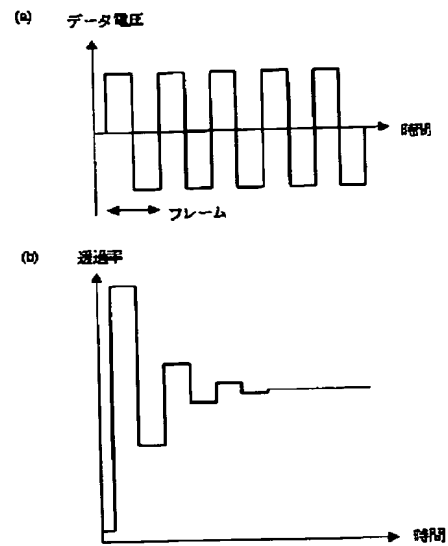 (a) データ電圧
時間
フレーム
(b) 透過率
時間